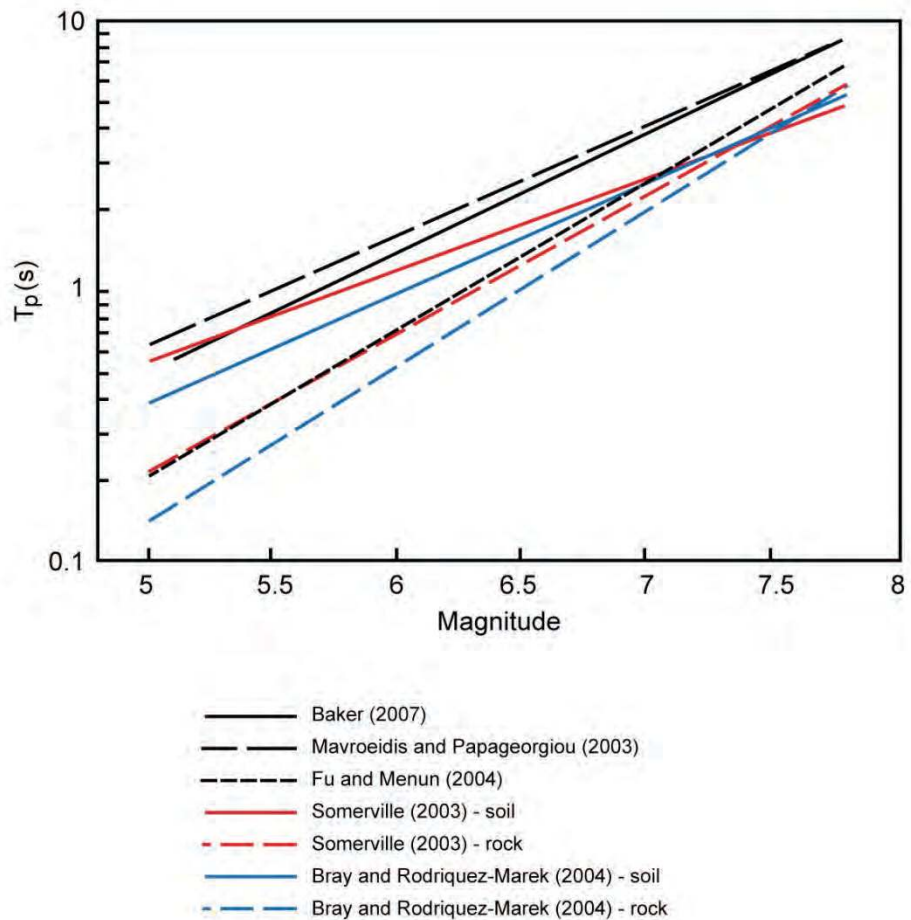 10
1
0.1
Tp(s)
5 5.5 6 6.5 7 7.5 8
Magnitude
Baker (2007)
Mavroeidis and Papageorgiou (2003)
Fu and Menun (2004)
Somerville (2003) - soil
Somerville (2003) - rock
Bray and Rodriquez-Marek (2004) - soil
Bray and Rodriquez-Marek (2004) - rock